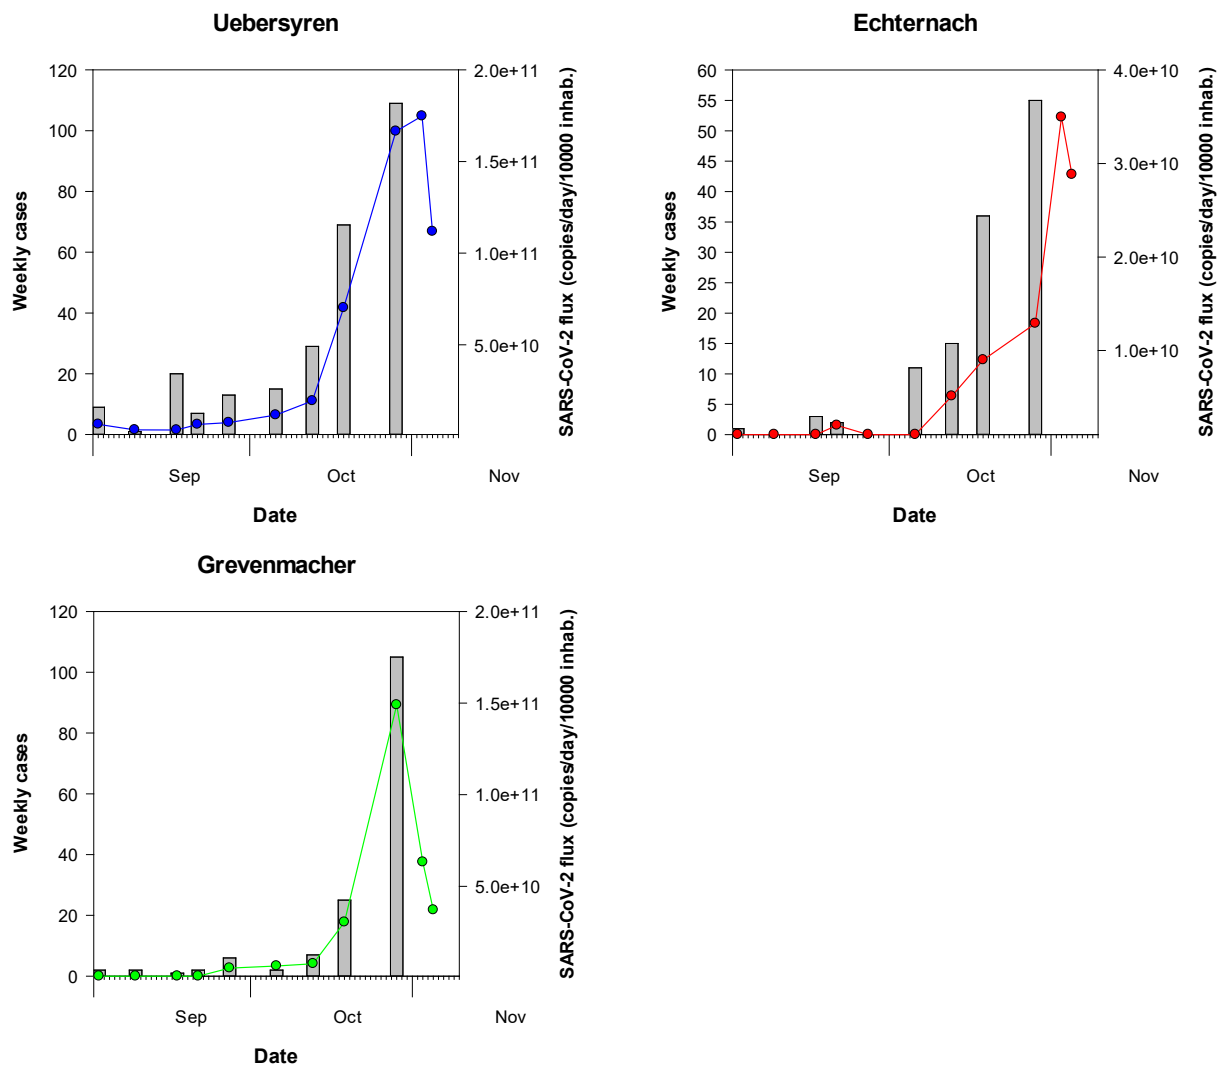 Uebersyren
120
100
80
60
40
20
0
Weekly cases
2.0e+11
1.5e+11
1.0e+11
5.0e+10
SARS-CoV-2 flux (copies/day/10000 inhab.)
Sep Oct Nov
Date
Echternach
60
55
50
45
40
35
30
25
20
15
10
5
0
Weekly cases
4.0e+10
3.0e+10
2.0e+10
1.0e+10
SARS-CoV-2 flux (copies/day/10000 inhab.)
Sep Oct Nov
Date
Grevenmacher
120
100
80
60
40
20
0
Weekly cases
2.0e+11
1.5e+11
1.0e+11
5.0e+10
SARS-CoV-2 flux (copies/day/10000 inhab.)
Sep Oct Nov
Date